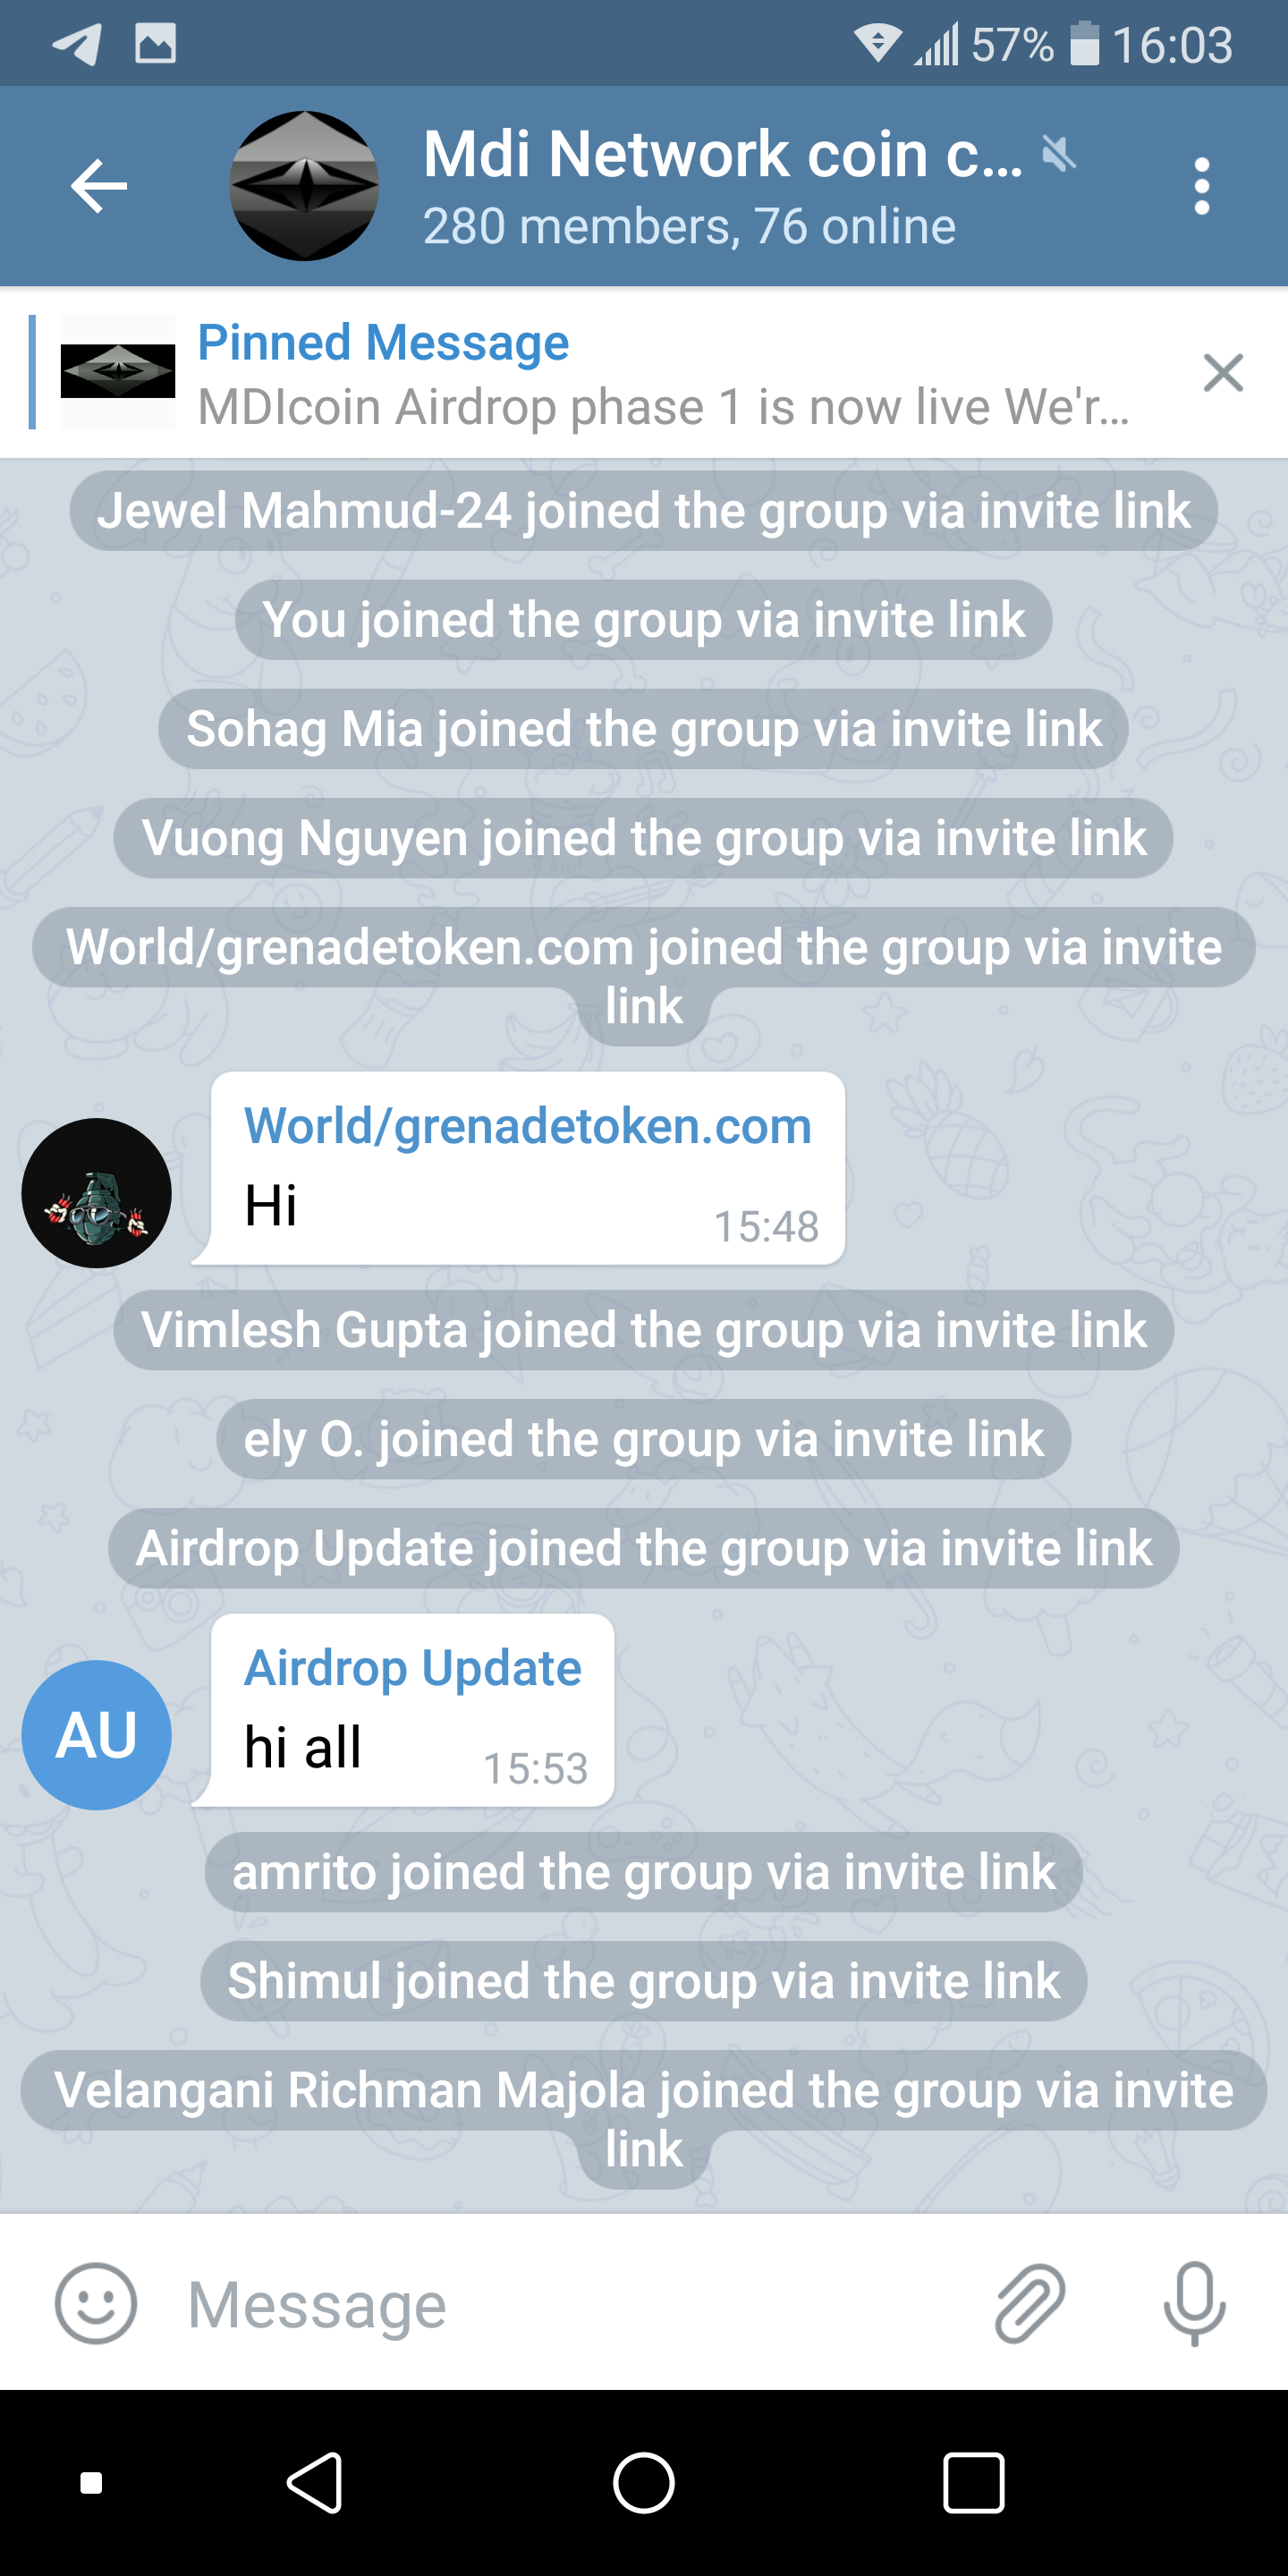 57% 16:03
Mdi Network coin c...
280 members, 76 online
Pinned Message
MDIcoin Airdrop phase 1 is now live We'r...
Jewel Mahmud-24 joined the group via invite link
You joined the group via invite link
Sohag Mia joined the group via invite link
Vuong Nguyen joined the group via invite link
World/grenadetoken.com joined the group via invite
link
World/grenadetoken.com
Hi
15:48
Vimlesh Gupta joined the group via invite link
ely O. joined the group via invite link
Airdrop Update joined the group via invite link
AU
Airdrop Update
hi all
15:53
amrito joined the group via invite link
Shimul joined the group via invite link
Velangani Richman Majola joined the group via invite
link
Message